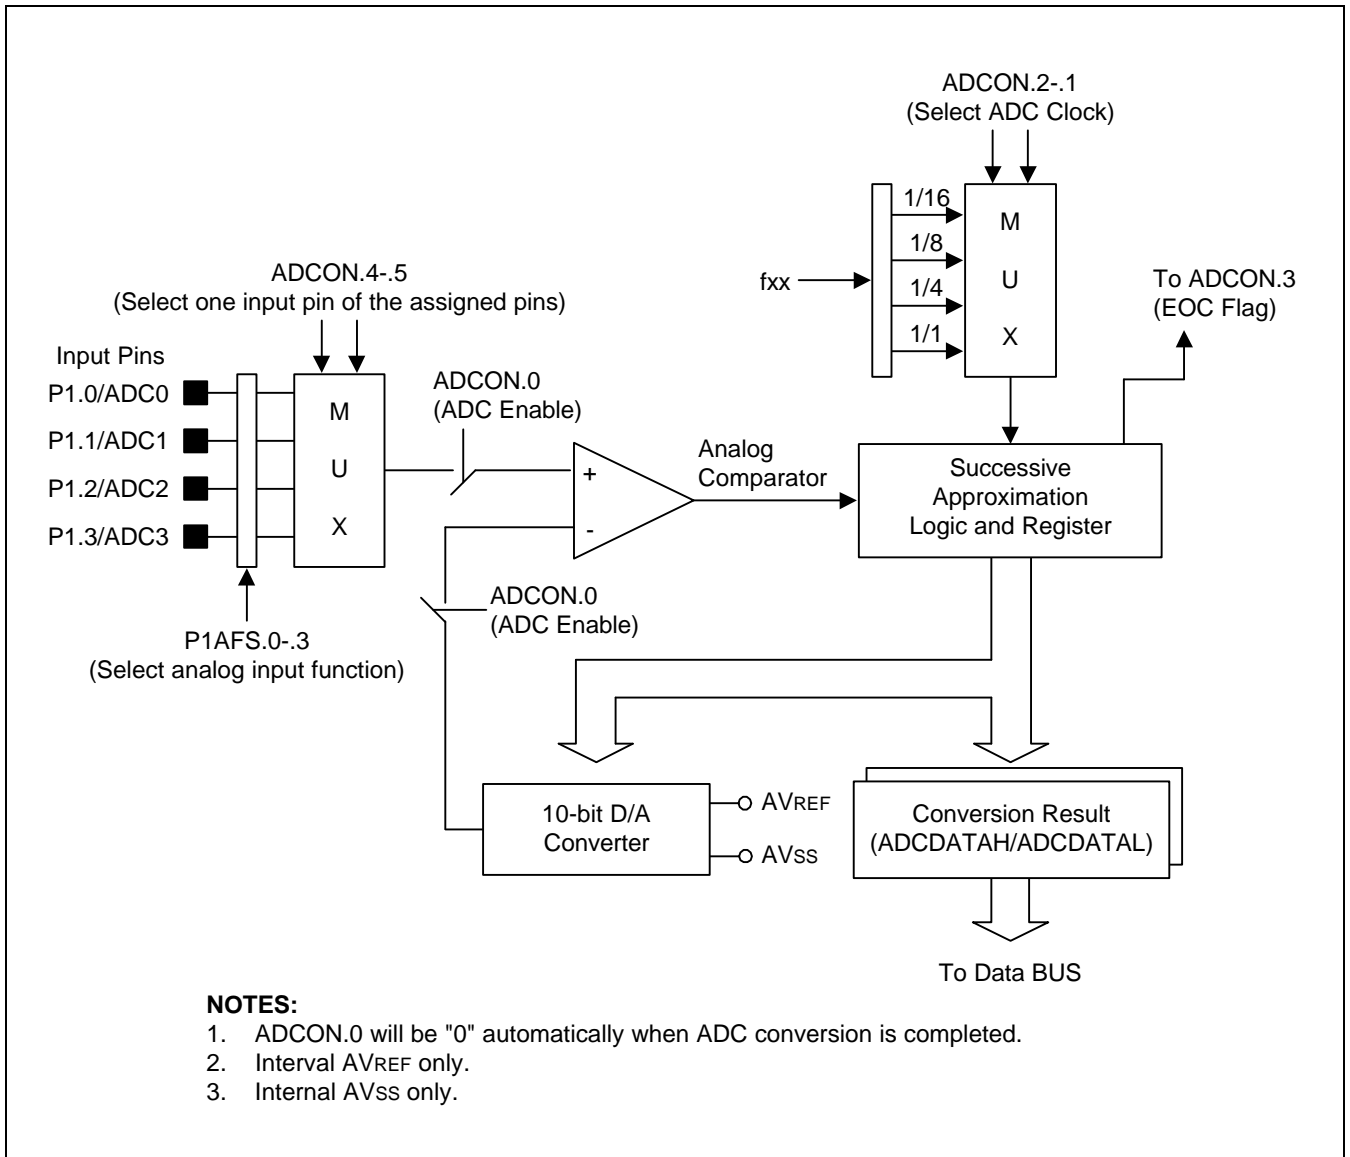 ADCON.2-.1
(Select ADC Clock)
1/16
1/8
1/4
1/1
fxx
M
U
X
To ADCON.3
(EOC Flag)
ADCON.4-.5
(Select one input pin of the assigned pins)
Input Pins
P1.0/ADC0
P1.1/ADC1
P1.2/ADC2
P1.3/ADC3
M
U
X
ADCON.0
(ADC Enable)
+
-
Analog
Comparator
Successive
Approximation
Logic and Register
ADCON.0
(ADC Enable)
P1AFS.0-.3
(Select analog input function)
10-bit D/A
Converter
AVREF
AVSS
Conversion Result
(ADCDATAH/ADCDATAL)
To Data BUS
NOTES:
1. ADCON.0 will be "0" automatically when ADC conversion is completed.
2. Interval AVREF only.
3. Internal AVSS only.